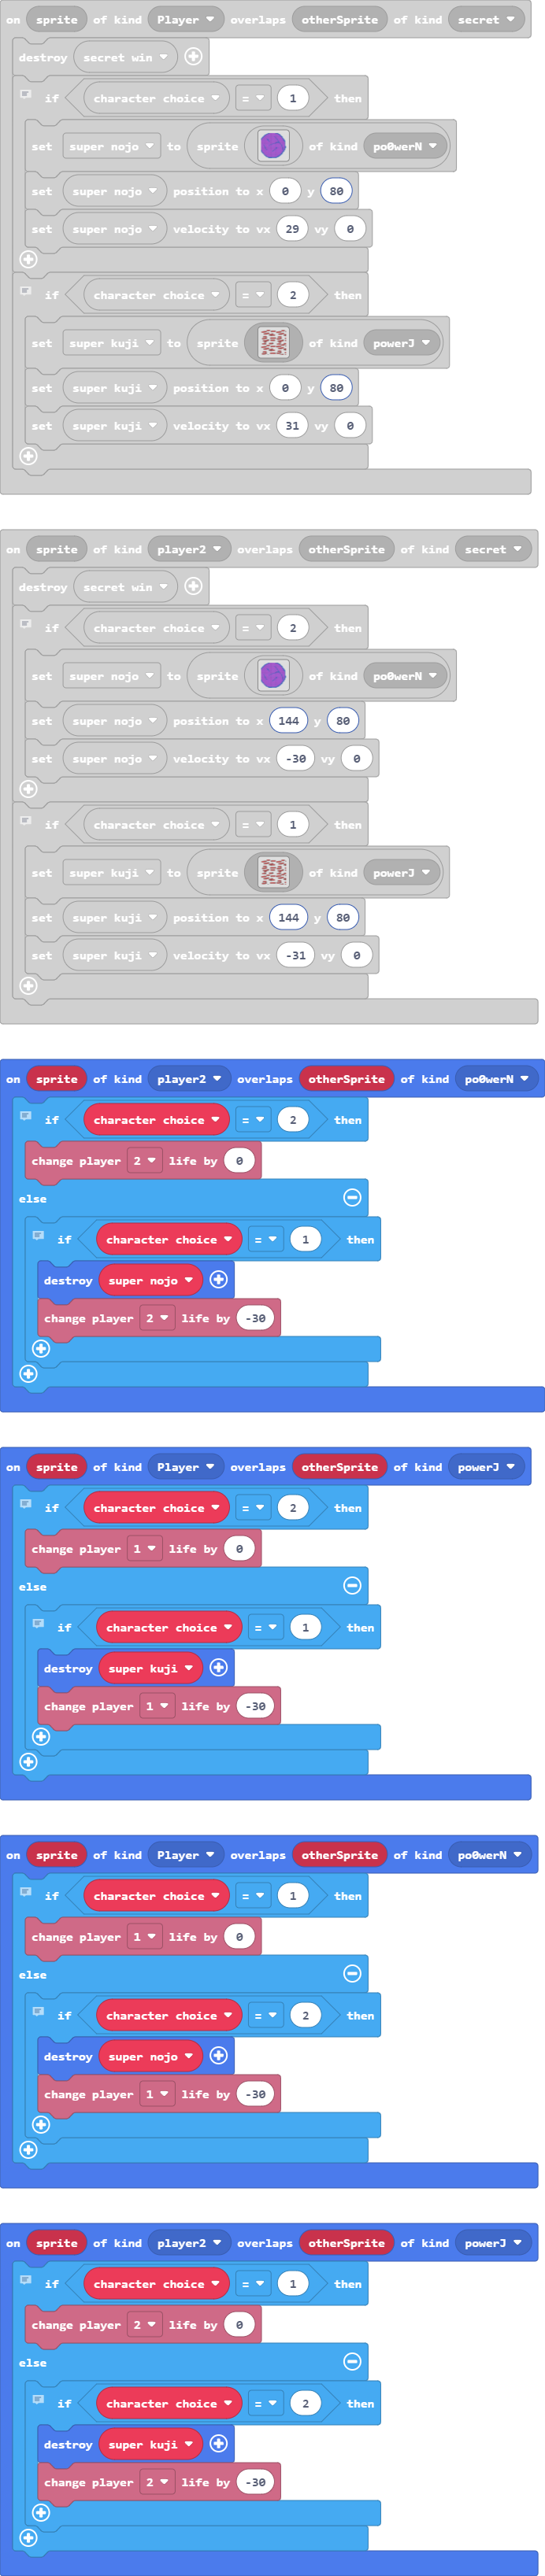 on sprite of kind Player overlaps otherSprite of kind secret
destroy secret win
if character choice = 1 then
set super nojo to sprite of kind po0werN
set super nojo position to x 0 y 80
set super nojo velocity to vx 29 vy 0
if character choice = 2 then
set super kuji to sprite of kind powerJ
set super kuji position to x 0 y 80
set super kuji velocity to vx 31 vy 0
on sprite of kind player2 overlaps otherSprite of kind secret
destroy secret win
if character choice = 2 then
set super nojo to sprite of kind po0werN
set super nojo position to x 144 y 80
set super nojo velocity to vx -30 vy 0
if character choice = 1 then
set super kuji to sprite of kind powerJ
set super kuji position to x 144 y 80
set super kuji velocity to vx -31 vy 0
on sprite of kind player2 overlaps otherSprite of kind po0werN
if character choice = 2 then
change player 2 life by 0
else
if character choice = 1 then
destroy super nojo
change player 2 life by -30
on sprite of kind Player overlaps otherSprite of kind powerJ
if character choice = 2 then
change player 1 life by 0
else
if character choice = 1 then
destroy super kuji
change player 1 life by -30
on sprite of kind Player overlaps otherSprite of kind po0werN
if character choice = 1 then
change player 1 life by 0
else
if character choice = 2 then
destroy super nojo
change player 1 life by -30
on sprite of kind player2 overlaps otherSprite of kind powerJ
if character choice = 1 then
change player 2 life by 0
else
if character choice = 2 then
destroy super kuji
change player 2 life by -30